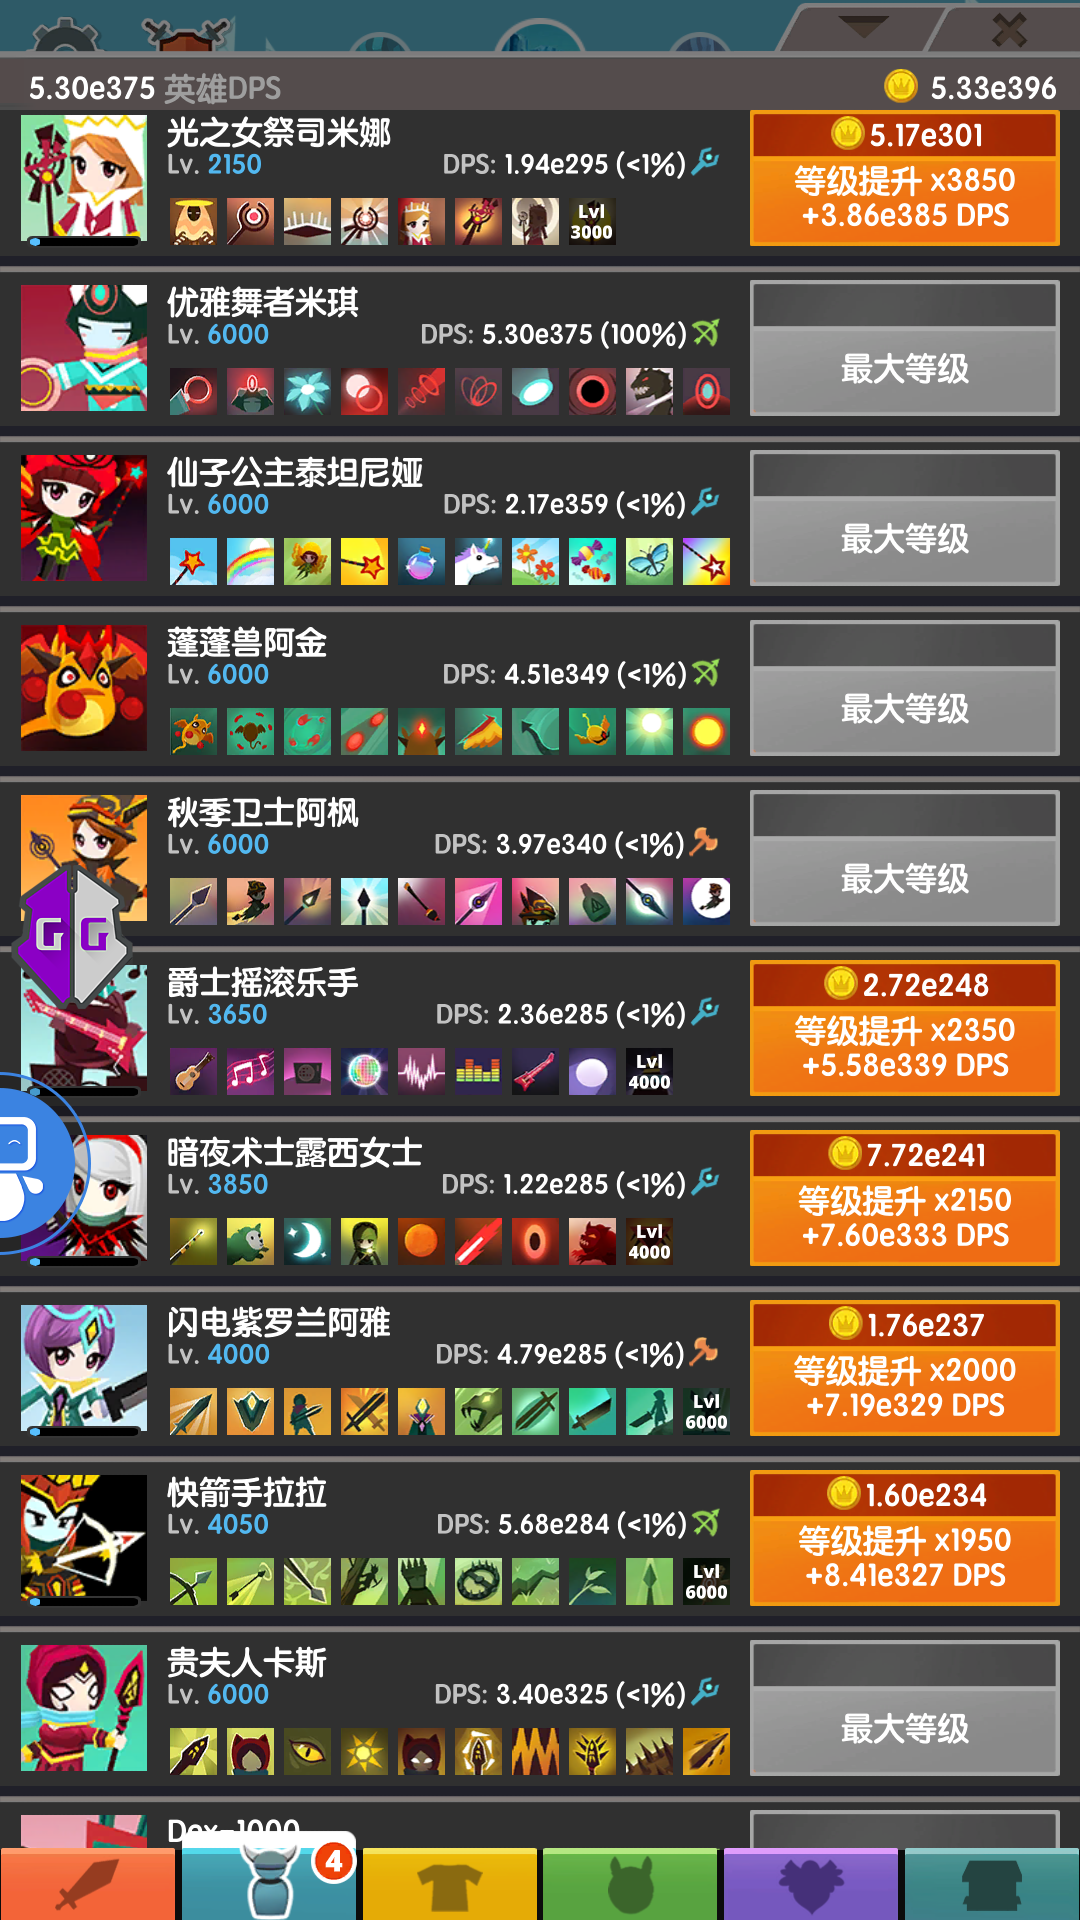 5.30e375 英雄DPS 5.33e396
光之女祭司米娜
Lv. 2150 DPS: 1.94e295 (<1%)
Lvl
3000
5.17e301
等级提升 x3850
+3.86e385 DPS
优雅舞者米琪
Lv. 6000 DPS: 5.30e375 (100%)
最大等级
仙子公主泰坦尼娅
Lv. 6000 DPS: 2.17e359 (<1%)
最大等级
蓬蓬兽阿金
Lv. 6000 DPS: 4.51e349 (<1%)
最大等级
秋季卫士阿枫
Lv. 6000 DPS: 3.97e340 (<1%)
最大等级
GG
爵士摇滚乐手
Lv. 3650 DPS: 2.36e285 (<1%)
Lvl
4000
2.72e248
等级提升 x2350
+5.58e339 DPS
暗夜术士露西女士
Lv. 3850 DPS: 1.22e285 (<1%)
Lvl
4000
7.72e241
等级提升 x2150
+7.60e333 DPS
闪电紫罗兰阿雅
Lv. 4000 DPS: 4.79e285 (<1%)
Lvl
6000
1.76e237
等级提升 x2000
+7.19e329 DPS
快箭手拉拉
Lv. 4050 DPS: 5.68e284 (<1%)
Lvl
6000
1.60e234
等级提升 x1950
+8.41e327 DPS
贵夫人卡斯
Lv. 6000 DPS: 3.40e325 (<1%)
最大等级
Dex-1000
4